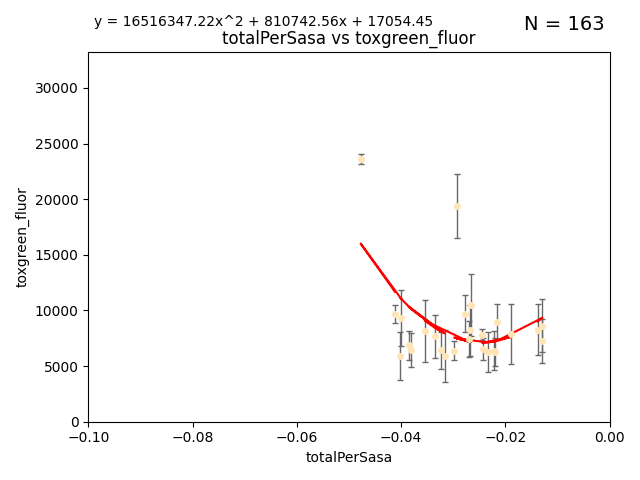 y = 16516347.22x^2 + 810742.56x + 17054.45
N = 163
totalPerSasa vs toxgreen_fluor
30000
25000
20000
15000
10000
5000
0
toxgreen_fluor
−0.10 −0.08 −0.06 −0.04 −0.02 0.00
totalPerSasa